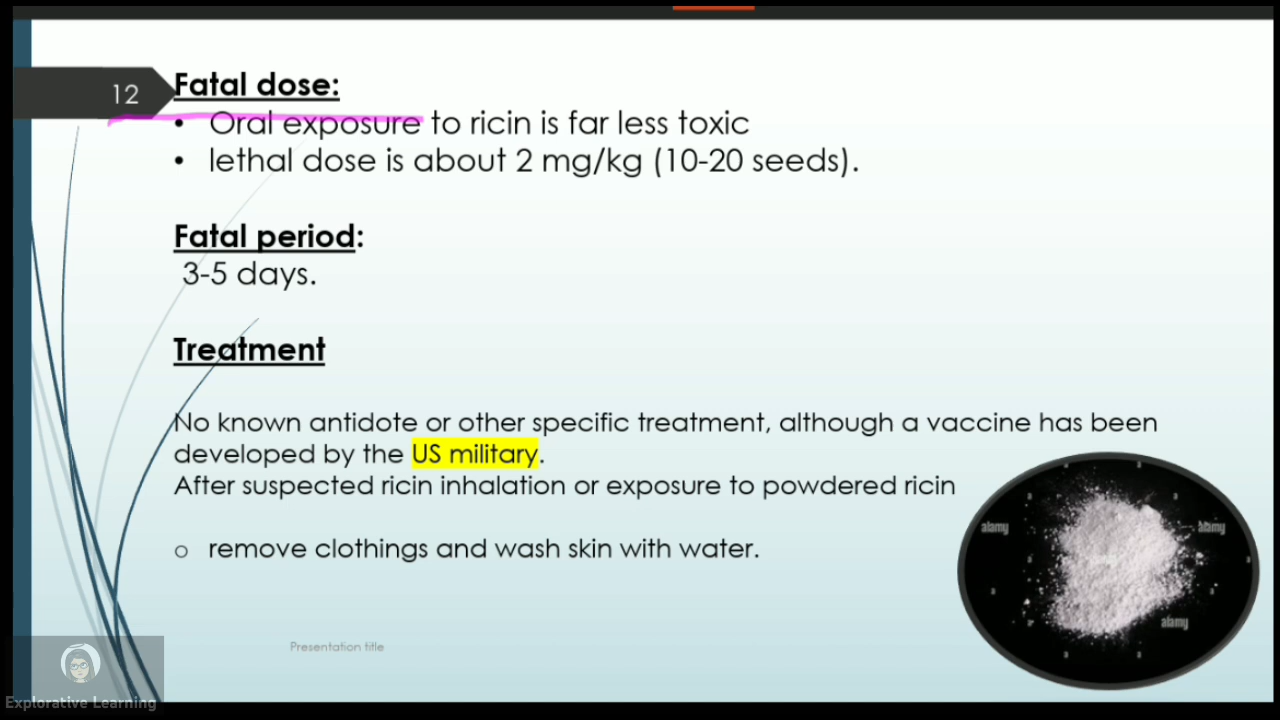 12
Fatal dose:
• Oral exposure to ricin is far less toxic
• lethal dose is about 2 mg/kg (10-20 seeds).
Fatal period:
3-5 days.
Treatment
No known antidote or other specific treatment, although a vaccine has been
developed by the US military.
After suspected ricin inhalation or exposure to powdered ricin
o remove clothings and wash skin with water.
alamy
alamy
alamy
Presentation title
Explorative Learning